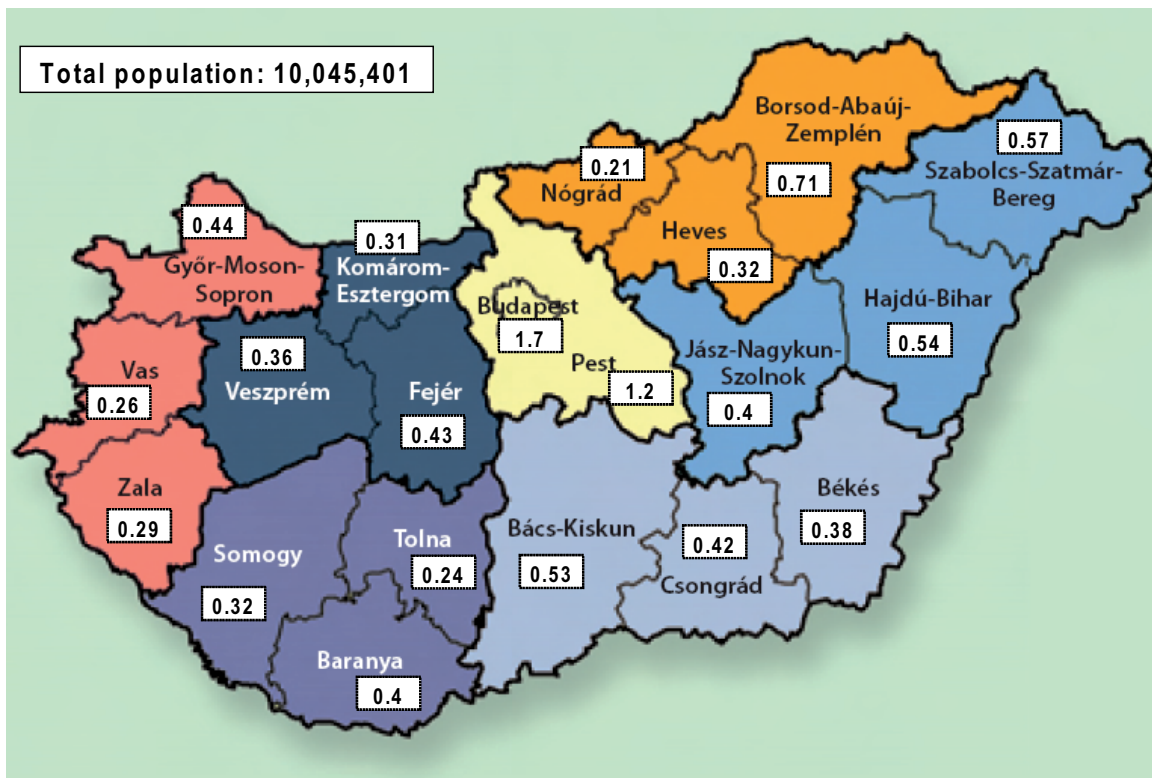 Total population: 10,045,401
Borsod-Abaúj-
Zemplén
0.71
0.57
Szabolcs-Szatmár-
Bereg
0.21
Nógrád
Heves
0.32
0.44
Győr-Moson-
Sopron
0.31
Komárom-
Esztergom
Budapest
1.7
Pest
1.2
Hajdú-Bihar
0.54
Jász-Nagykun-
Szolnok
0.4
Vas
0.26
0.36
Veszprém
Fejér
0.43
Zala
0.29
Somogy
0.32
Tolna
0.24
Bács-Kiskun
0.53
0.42
Csongrád
Békés
0.38
Baranya
0.4